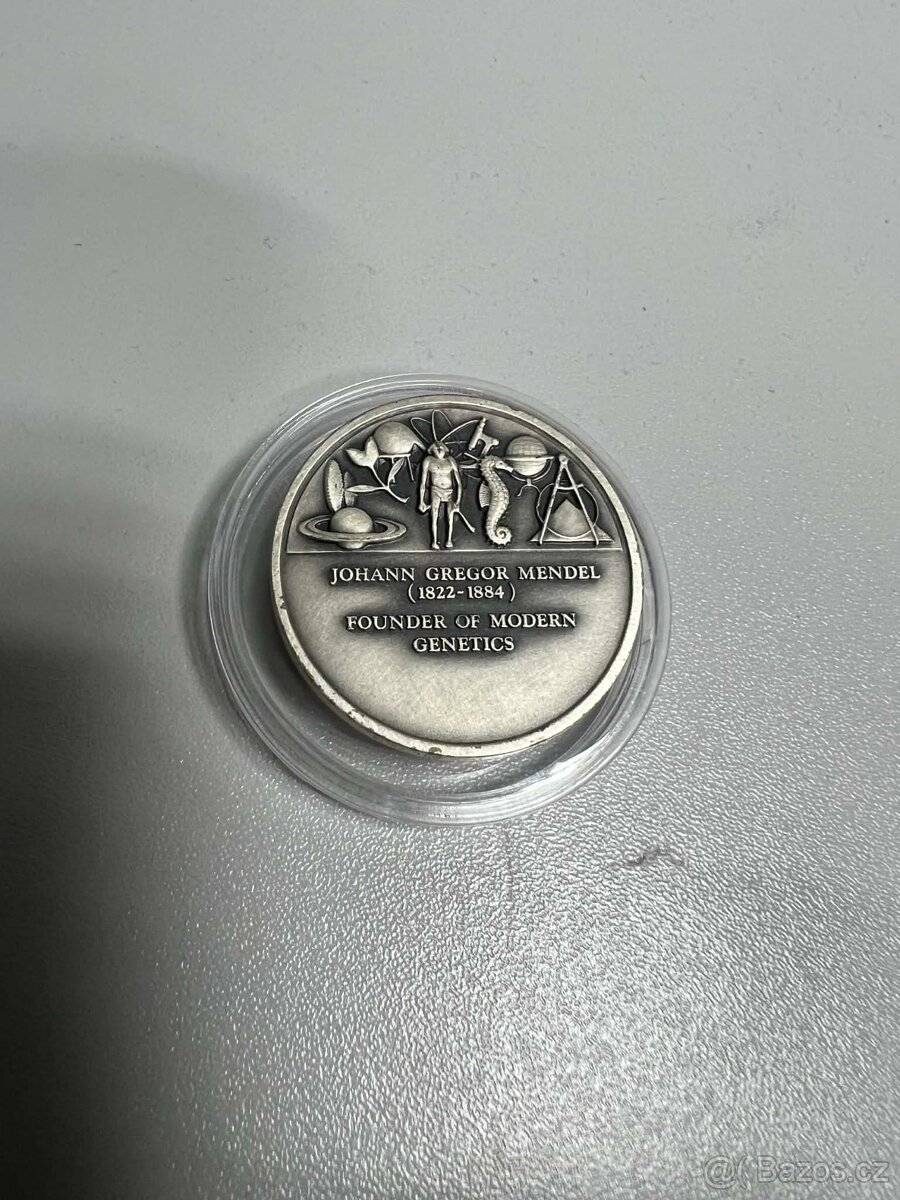 JOHANN GREGOR MENDEL
(1822-1884)
FOUNDER OF MODERN
GENETICS
@( Bazos.cz